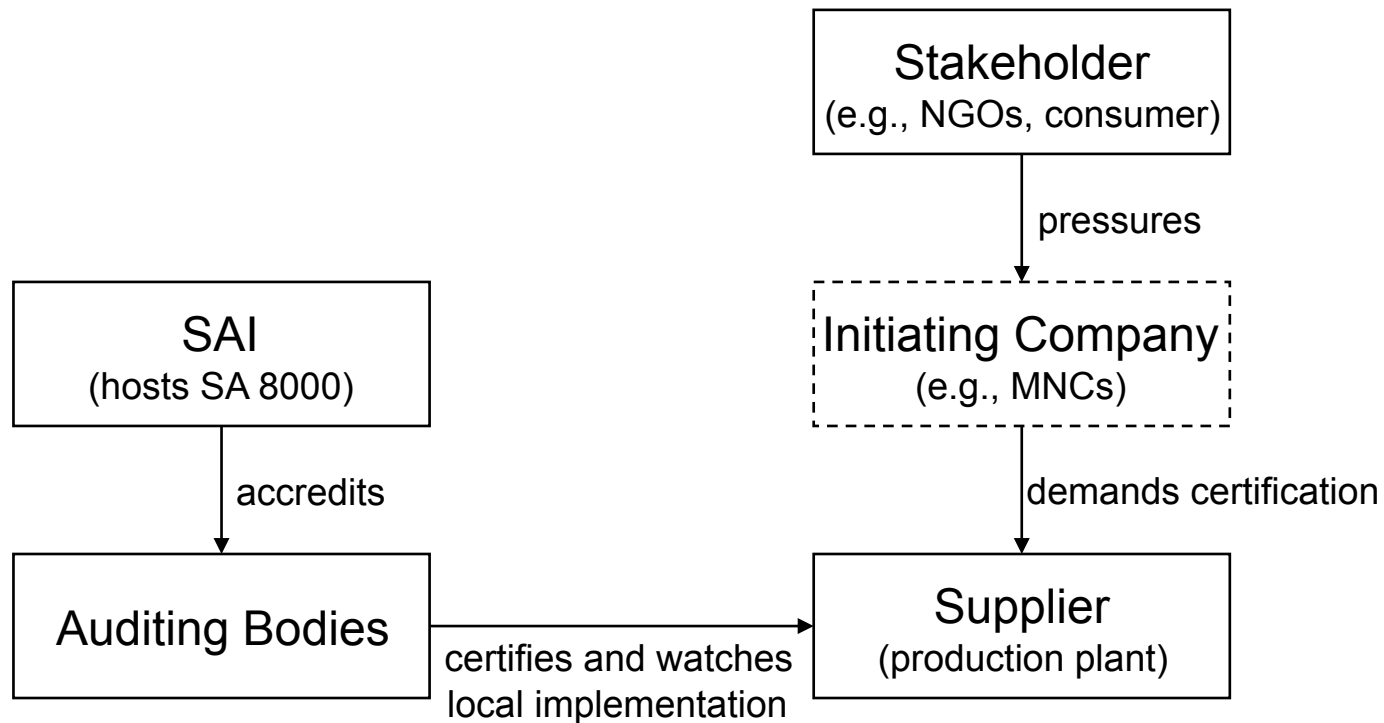 Stakeholder
(e.g., NGOs, consumer)
pressures
SAI
(hosts SA 8000)
Initiating Company
(e.g., MNCs)
accredits
demands certification
Auditing Bodies
certifies and watches
local implementation
Supplier
(production plant)